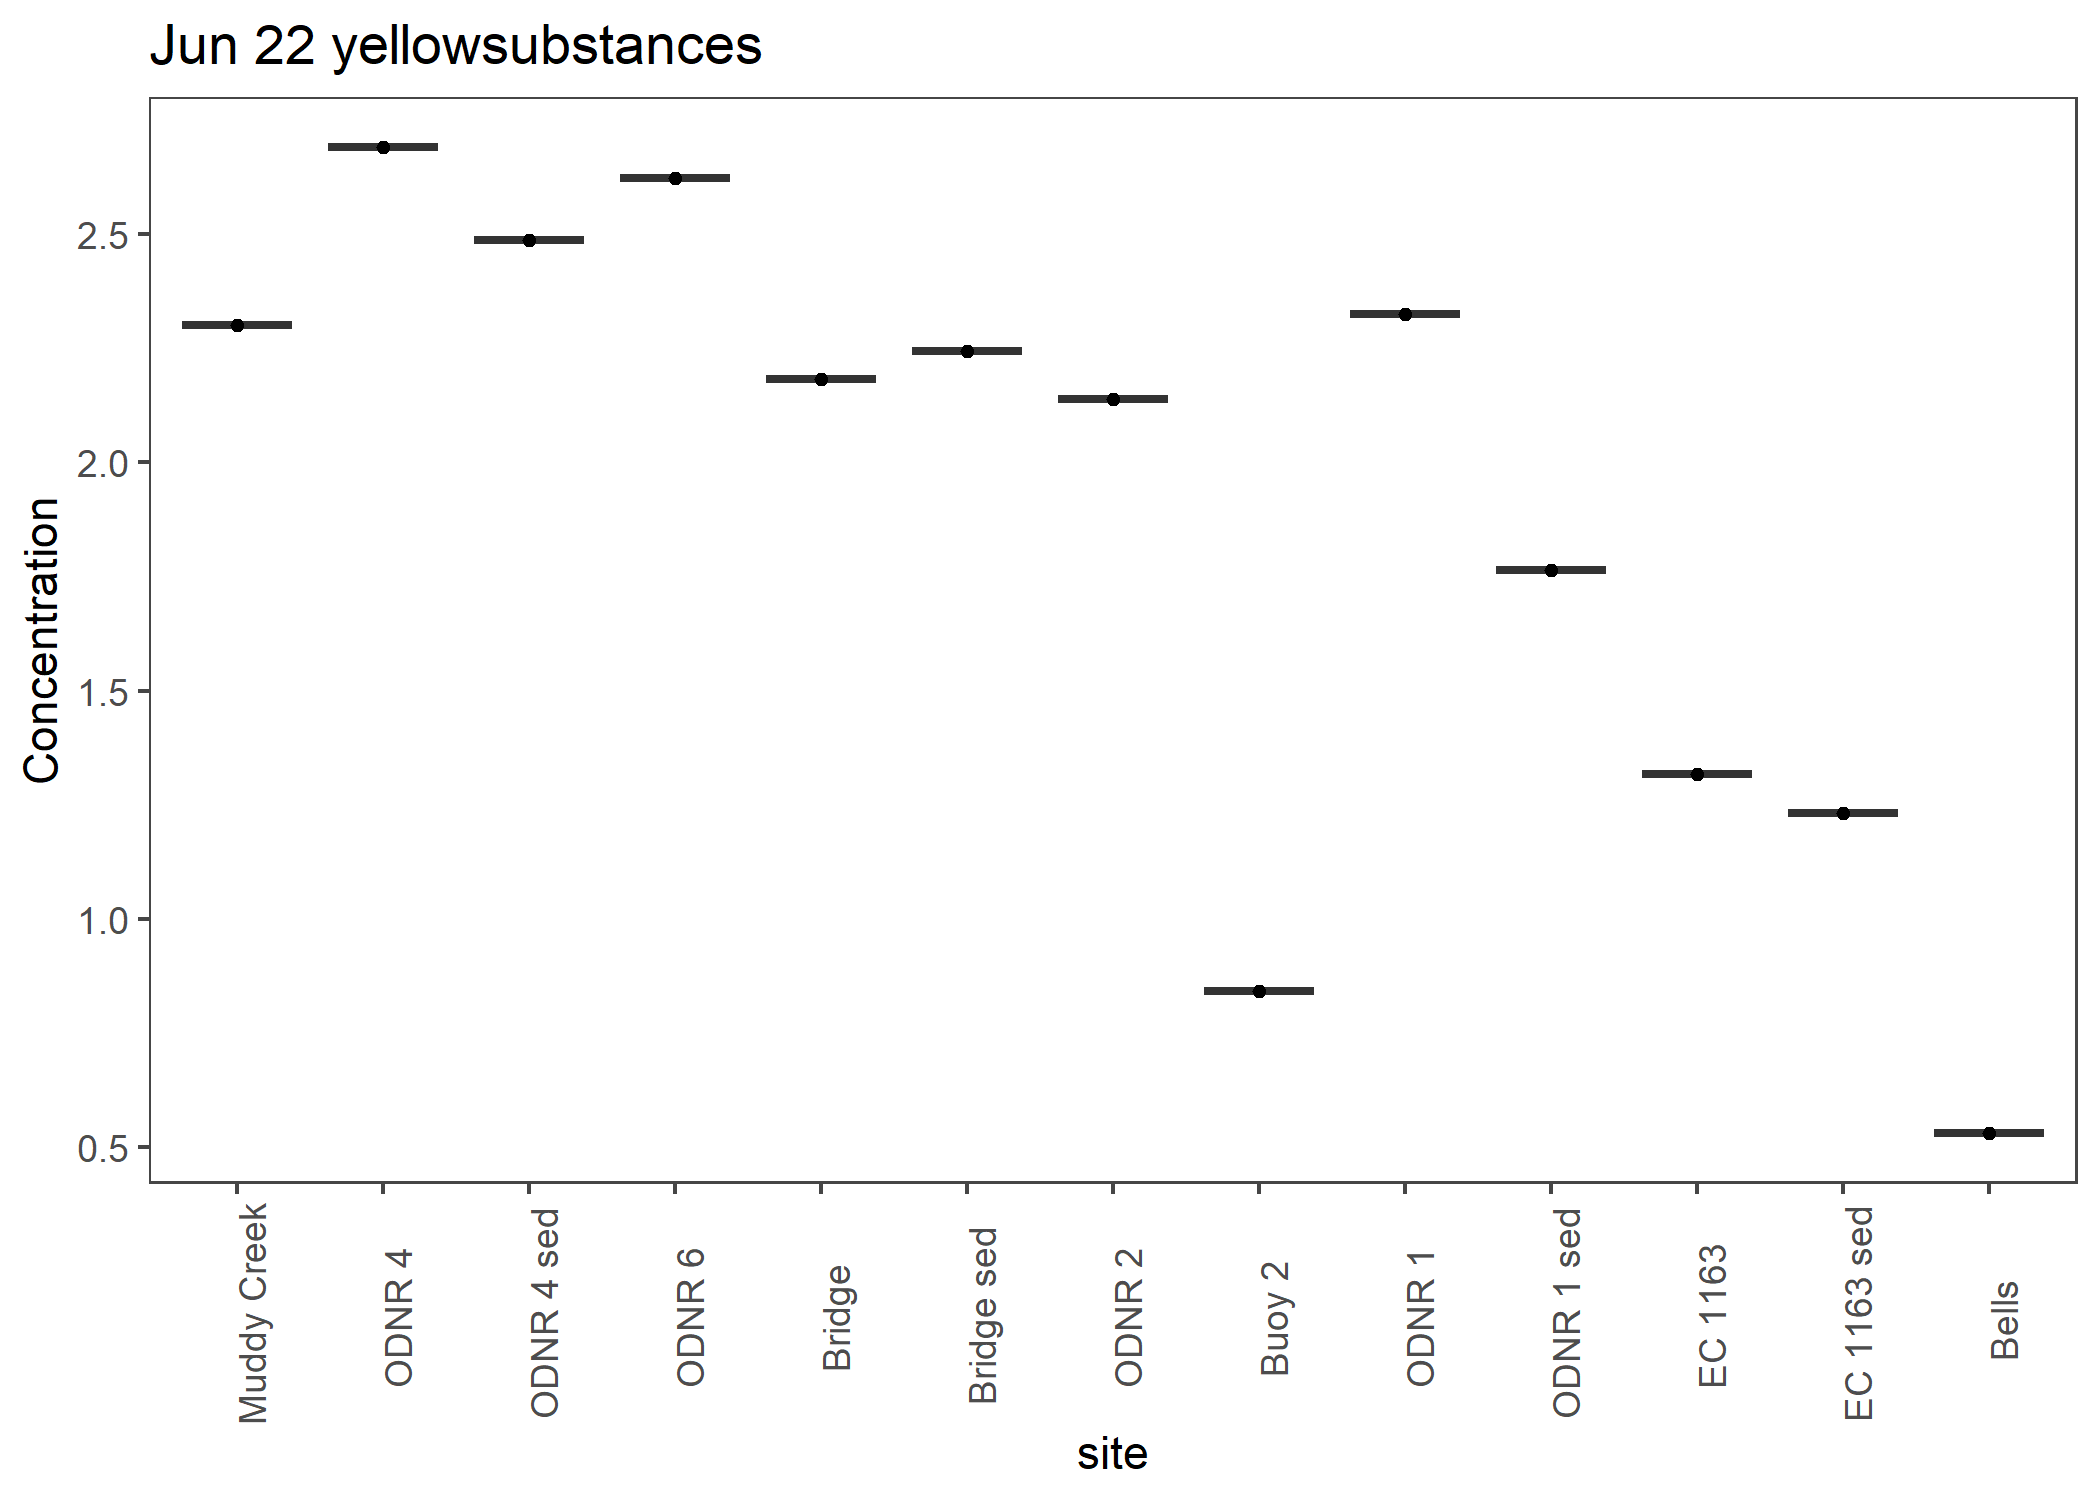 Jun 22 yellowsubstances
Concentration
2.5
2.0
1.5
1.0
0.5
Muddy Creek
ODNR 4
ODNR 4 sed
ODNR 6
Bridge
Bridge sed
ODNR 2
Buoy 2
ODNR 1
ODNR 1 sed
EC 1163
EC 1163 sed
Bells
site